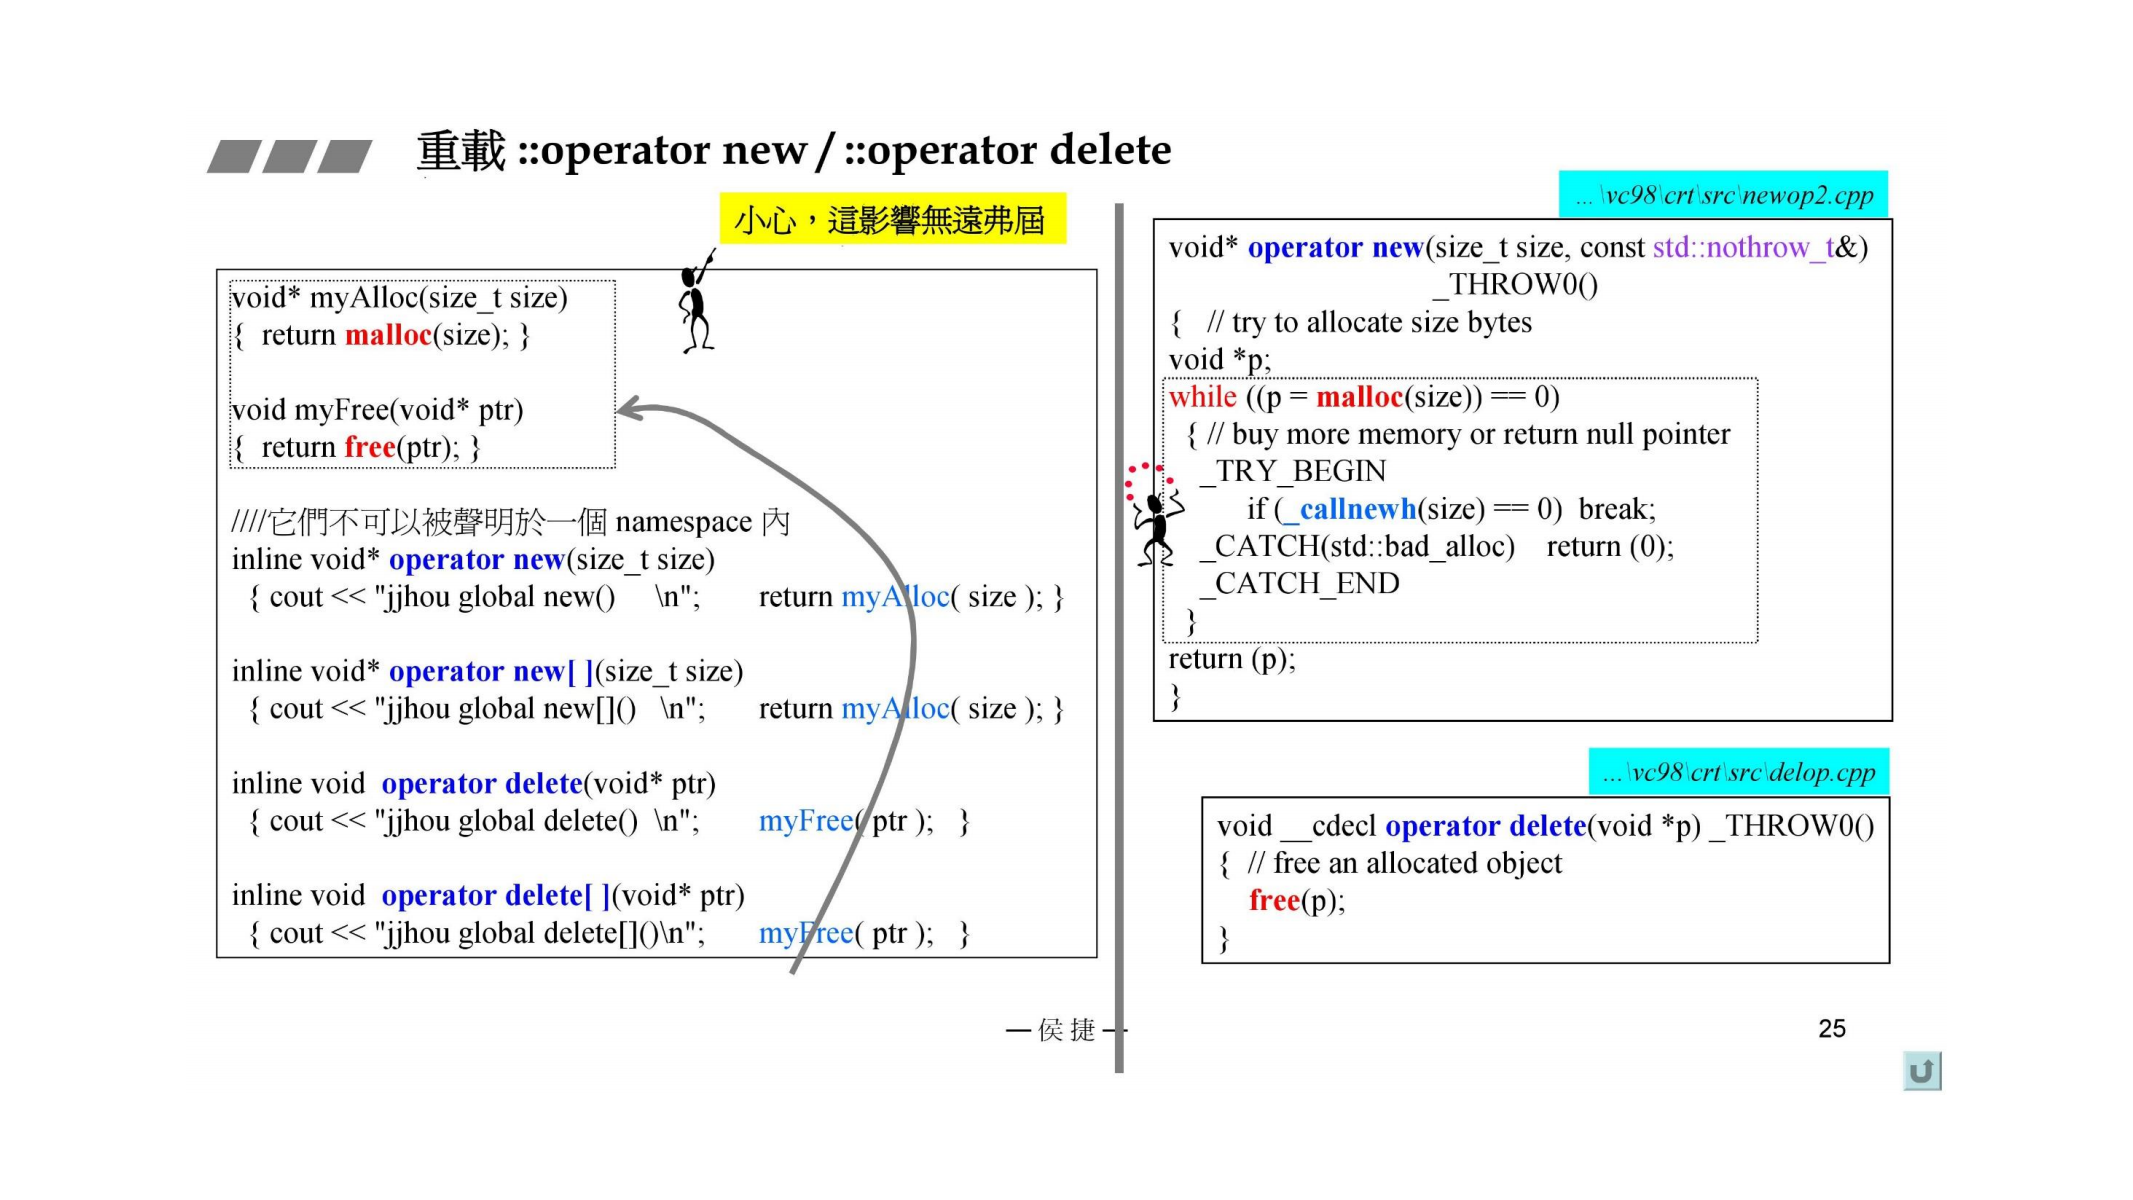 重載 ::operator new / ::operator delete
小心，這影響無遠弗屆
void* myAlloc(size_t size)
{ return malloc(size); }
void myFree(void* ptr)
{ return free(ptr); }
////它們不可以被聲明於一個 namespace 內
inline void* operator new(size_t size)
{ cout << "jjhou global new() \n"; return myAlloc( size ); }
inline void* operator new[ ](size_t size)
{ cout << "jjhou global new[]() \n"; return myAlloc( size ); }
inline void operator delete(void* ptr)
{ cout << "jjhou global delete() \n"; myFree( ptr ); }
inline void operator delete[ ](void* ptr)
{ cout << "jjhou global delete[]()\n"; myFree( ptr ); }
...\vc98\crt\src\newop2.cpp
void* operator new(size_t size, const std::nothrow_t&)
_THROW0()
{ // try to allocate size bytes
void *p;
while ((p = malloc(size)) == 0)
{ // buy more memory or return null pointer
_TRY_BEGIN
if (_callnewh(size) == 0) break;
_CATCH(std::bad_alloc) return (0);
_CATCH_END
}
return (p);
}
...\vc98\crt\src\delop.cpp
void __cdecl operator delete(void *p) _THROW0()
{ // free an allocated object
free(p);
}
— 侯捷 —
25